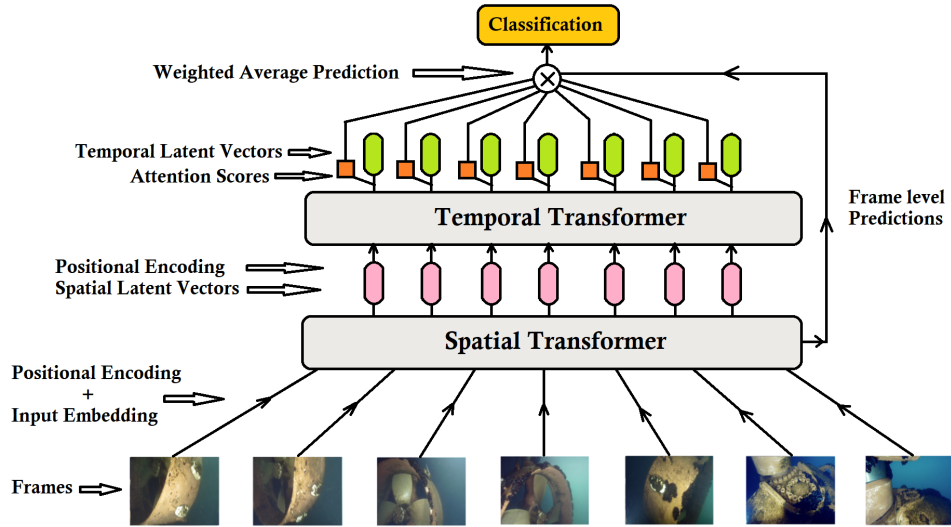 Classification
Weighted Average Prediction
Temporal Latent Vectors
Attention Scores
Temporal Transformer
Frame level
Predictions
Positional Encoding
Spatial Latent Vectors
Spatial Transformer
Positional Encoding
+
Input Embedding
Frames